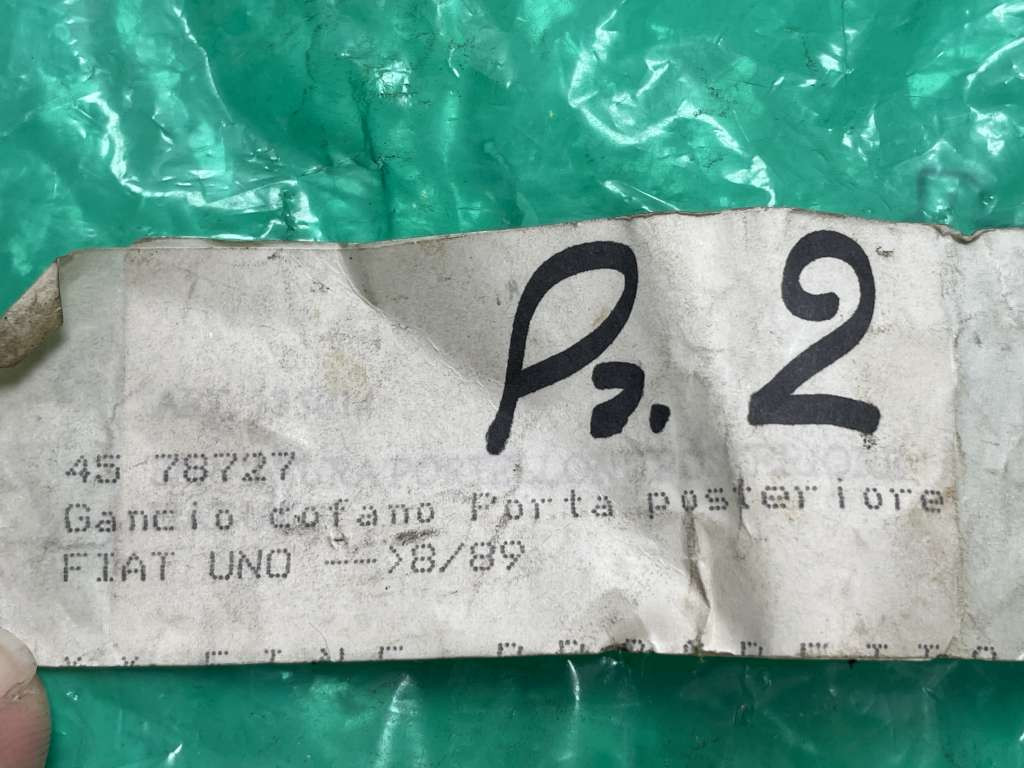 Pz. 2
45 78727
Gancio cofano Porta posteriore
FIAT UNO -->8/89